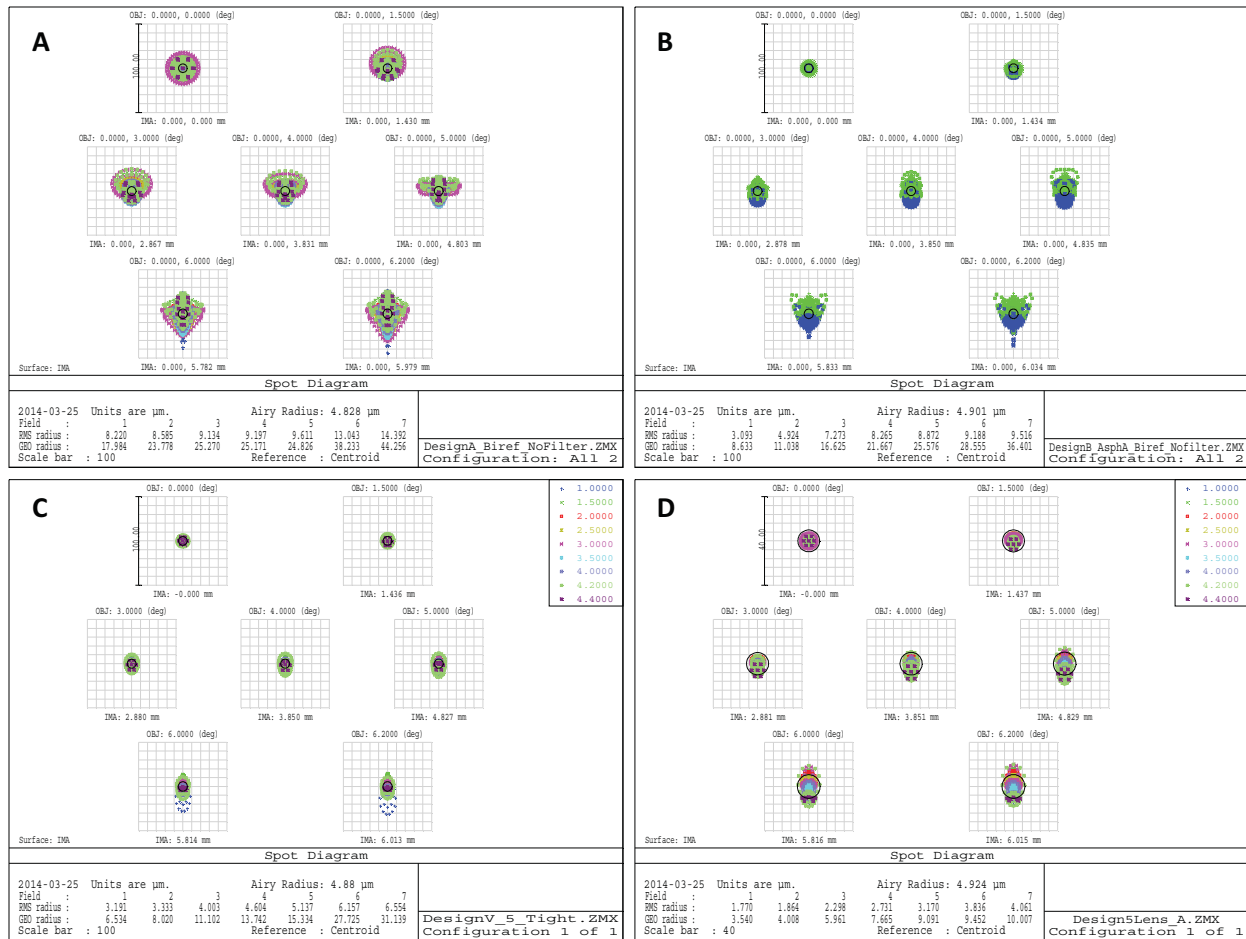 A
OBJ: 0.0000, 0.0000 (deg)
OBJ: 0.0000, 1.5000 (deg)
100.00
IMA: 0.000, 0.000 mm
IMA: 0.000, 1.430 mm
OBJ: 0.0000, 3.0000 (deg)
OBJ: 0.0000, 4.0000 (deg)
OBJ: 0.0000, 5.0000 (deg)
IMA: 0.000, 2.867 mm
IMA: 0.000, 3.831 mm
IMA: 0.000, 4.803 mm
OBJ: 0.0000, 6.0000 (deg)
OBJ: 0.0000, 6.2000 (deg)
IMA: 0.000, 5.782 mm
IMA: 0.000, 5.979 mm
Surface: IMA
Spot Diagram
2014-03-25 Units are µm. Airy Radius: 4.828 µm
Field : 1 2 3 4 5 6 7
RMS radius : 8.220 8.585 9.134 9.197 9.611 13.043 14.392
GEO radius : 17.984 23.778 25.270 25.171 24.826 38.233 44.256
Scale bar : 100 Reference : Centroid
DesignA_Biref_NoFilter.ZMX
Configuration: All 2
B
OBJ: 0.0000, 0.0000 (deg)
OBJ: 0.0000, 1.5000 (deg)
100.00
IMA: 0.000, 0.000 mm
IMA: 0.000, 1.434 mm
OBJ: 0.0000, 3.0000 (deg)
OBJ: 0.0000, 4.0000 (deg)
OBJ: 0.0000, 5.0000 (deg)
IMA: 0.000, 2.878 mm
IMA: 0.000, 3.850 mm
IMA: 0.000, 4.835 mm
OBJ: 0.0000, 6.0000 (deg)
OBJ: 0.0000, 6.2000 (deg)
IMA: 0.000, 5.833 mm
IMA: 0.000, 6.034 mm
Surface: IMA
Spot Diagram
2014-03-25 Units are µm. Airy Radius: 4.901 µm
Field : 1 2 3 4 5 6 7
RMS radius : 3.093 4.924 7.273 8.265 8.872 9.188 9.516
GEO radius : 8.633 11.038 16.625 21.667 25.576 28.555 36.401
Scale bar : 100 Reference : Centroid
DesignB_AsphA_Biref_Nofilter.ZMX
Configuration: All 2
C
OBJ: 0.0000 (deg)
OBJ: 1.5000 (deg)
100.00
IMA: -0.000 mm
IMA: 1.436 mm
1.0000
1.5000
2.0000
2.5000
3.0000
3.5000
4.0000
4.2000
4.4000
OBJ: 3.0000 (deg)
OBJ: 4.0000 (deg)
OBJ: 5.0000 (deg)
IMA: 2.880 mm
IMA: 3.850 mm
IMA: 4.827 mm
OBJ: 6.0000 (deg)
OBJ: 6.2000 (deg)
IMA: 5.814 mm
IMA: 6.013 mm
Surface: IMA
Spot Diagram
2014-03-25 Units are µm. Airy Radius: 4.88 µm
Field : 1 2 3 4 5 6 7
RMS radius : 3.191 3.333 4.003 4.604 5.137 6.157 6.554
GEO radius : 6.534 8.020 11.102 13.742 15.334 27.725 31.139
Scale bar : 100 Reference : Centroid
DesignV_5_Tight.ZMX
Configuration 1 of 1
D
OBJ: 0.0000 (deg)
OBJ: 1.5000 (deg)
40.00
IMA: -0.000 mm
IMA: 1.437 mm
1.0000
1.5000
2.0000
2.5000
3.0000
3.5000
4.0000
4.2000
4.4000
OBJ: 3.0000 (deg)
OBJ: 4.0000 (deg)
OBJ: 5.0000 (deg)
IMA: 2.881 mm
IMA: 3.851 mm
IMA: 4.829 mm
OBJ: 6.0000 (deg)
OBJ: 6.2000 (deg)
IMA: 5.816 mm
IMA: 6.015 mm
Surface: IMA
Spot Diagram
2014-03-25 Units are µm. Airy Radius: 4.924 µm
Field : 1 2 3 4 5 6 7
RMS radius : 1.770 1.864 2.298 2.731 3.170 3.836 4.061
GEO radius : 3.540 4.008 5.961 7.665 9.091 9.452 10.007
Scale bar : 40 Reference : Centroid
Design5Lens_A.ZMX
Configuration 1 of 1